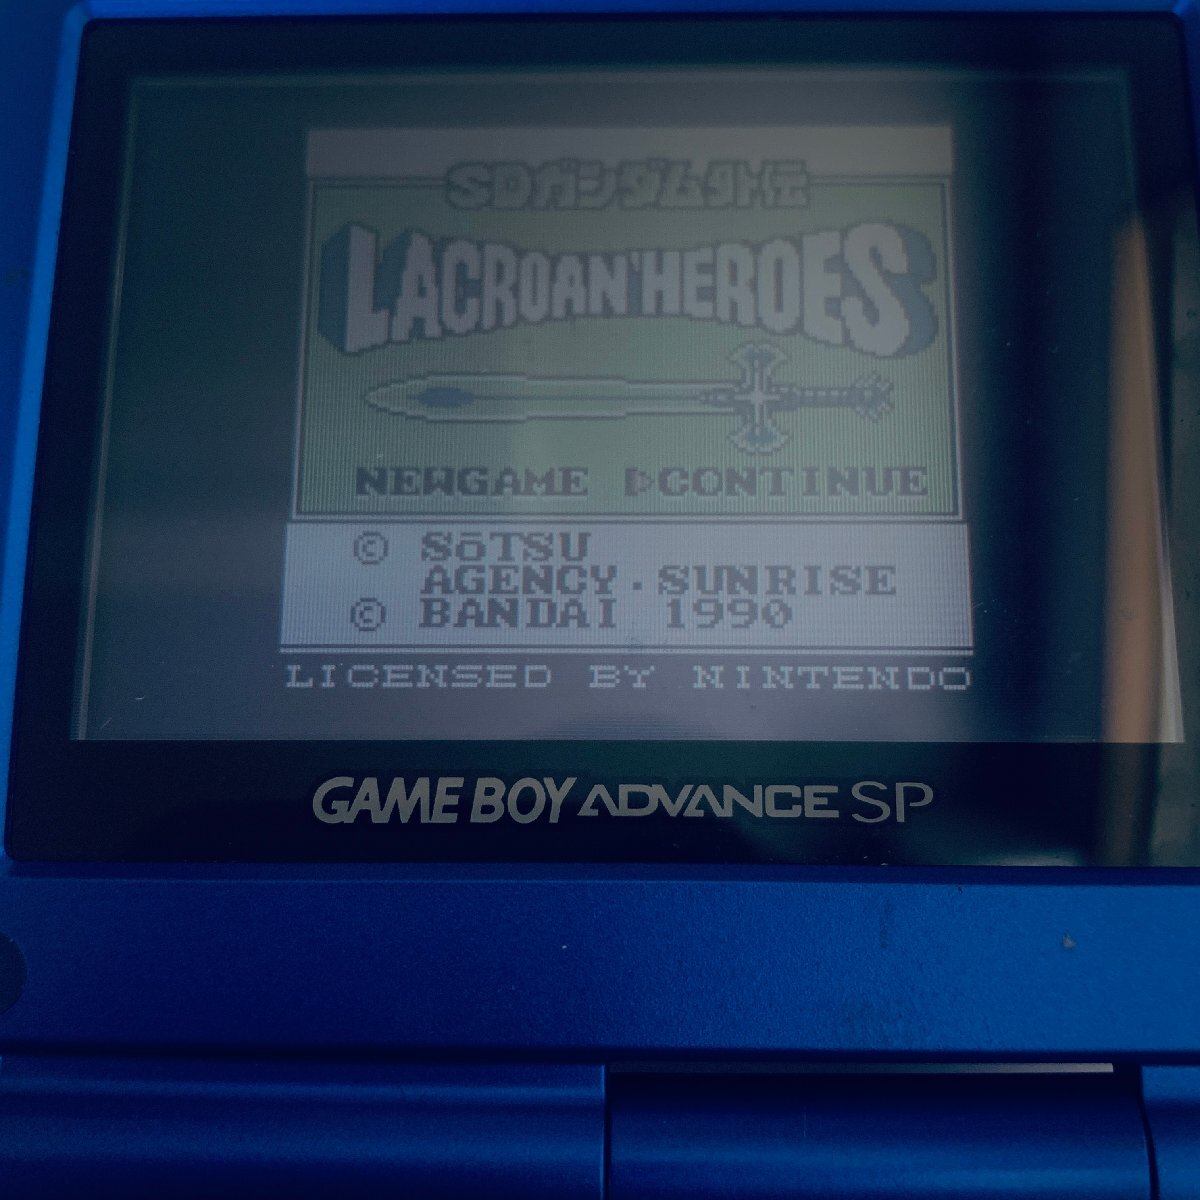 SDガンダム外伝
LACROAN'HEROES
NEWGAME ▷CONTINUE
© SōTSU
AGENCY・SUNRISE
© BANDAI 1990
LICENSED BY NINTENDO
GAME BOY ADVANCE SP